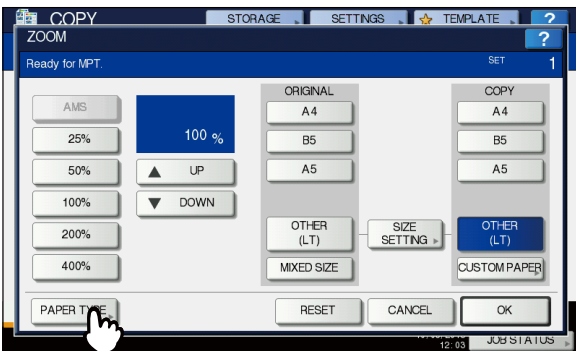 COPY
STORAGE
SETTINGS
TEMPLATE
?
ZOOM
?
Ready for MPT.
SET 1
ORIGINAL
COPY
AMS
100 %
A4
A4
25%
B5
B5
50%
UP
A5
A5
100%
DOWN
200%
OTHER
(LT)
SIZE
SETTING
OTHER
(LT)
400%
MIXED SIZE
CUSTOM PAPER
PAPER TYPE
RESET
CANCEL
OK
12:03
JOB STATUS